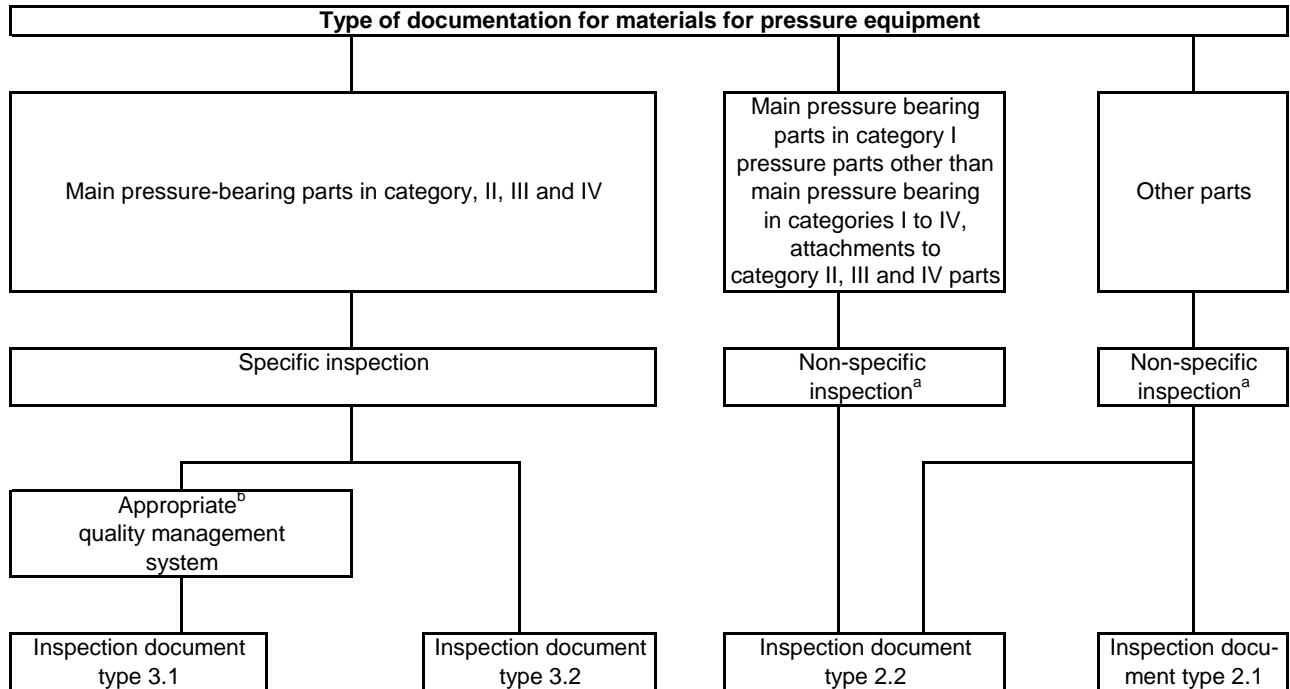 Type of documentation for materials for pressure equipment
Main pressure-bearing parts in category, II, III and IV
Main pressure bearing
parts in category I
pressure parts other than
main pressure bearing
in categories I to IV,
attachments to
category II, III and IV parts
Other parts
Specific inspection
Non-specific
inspectionᵃ
Non-specific
inspectionᵃ
Appropriateᵇ
quality management
system
Inspection document
type 3.1
Inspection document
type 3.2
Inspection document
type 2.2
Inspection docu-
ment type 2.1